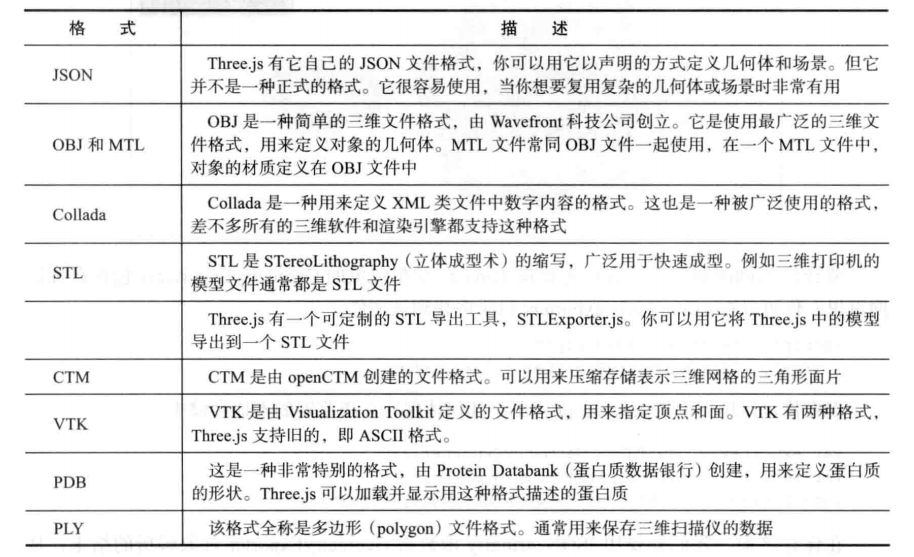 格 式 描 述
JSON
Three.js 有它自己的 JSON 文件格式，你可以用它以声明的方式定义几何体和场景。但它
并不是一种正式的格式。它很容易使用，当你想要复用复杂的几何体或场景时非常有用
OBJ 和 MTL
OBJ 是一种简单的三维文件格式，由 Wavefront 科技公司创立。它是使用最广泛的三维文
件格式，用来定义对象的几何体。MTL 文件常同 OBJ 文件一起使用，在一个 MTL 文件中，
对象的材质定义在 OBJ 文件中
Collada
Collada 是一种用来定义 XML 类文件中数字内容的格式。这也是一种被广泛使用的格式，
差不多所有的三维软件和渲染引擎都支持这种格式
STL
STL 是 STereoLithography（立体成型术）的缩写，广泛用于快速成型。例如三维打印机的
模型文件通常都是 STL 文件
Three.js 有一个可定制的 STL 导出工具，STLExporter.js。你可以用它将 Three.js 中的模型
导出到一个 STL 文件
CTM
CTM 是由 openCTM 创建的文件格式。可以用来压缩存储表示三维网格的三角形面片
VTK
VTK 是由 Visualization Toolkit 定义的文件格式，用来指定顶点和面。VTK 有两种格式，
Three.js 支持旧的，即 ASCII 格式。
PDB
这是一种非常特别的格式，由 Protein Databank（蛋白质数据银行）创建，用来定义蛋白质
的形状。Three.js 可以加载并显示用这种格式描述的蛋白质
PLY
该格式全称是多边形（polygon）文件格式。通常用来保存三维扫描仪的数据